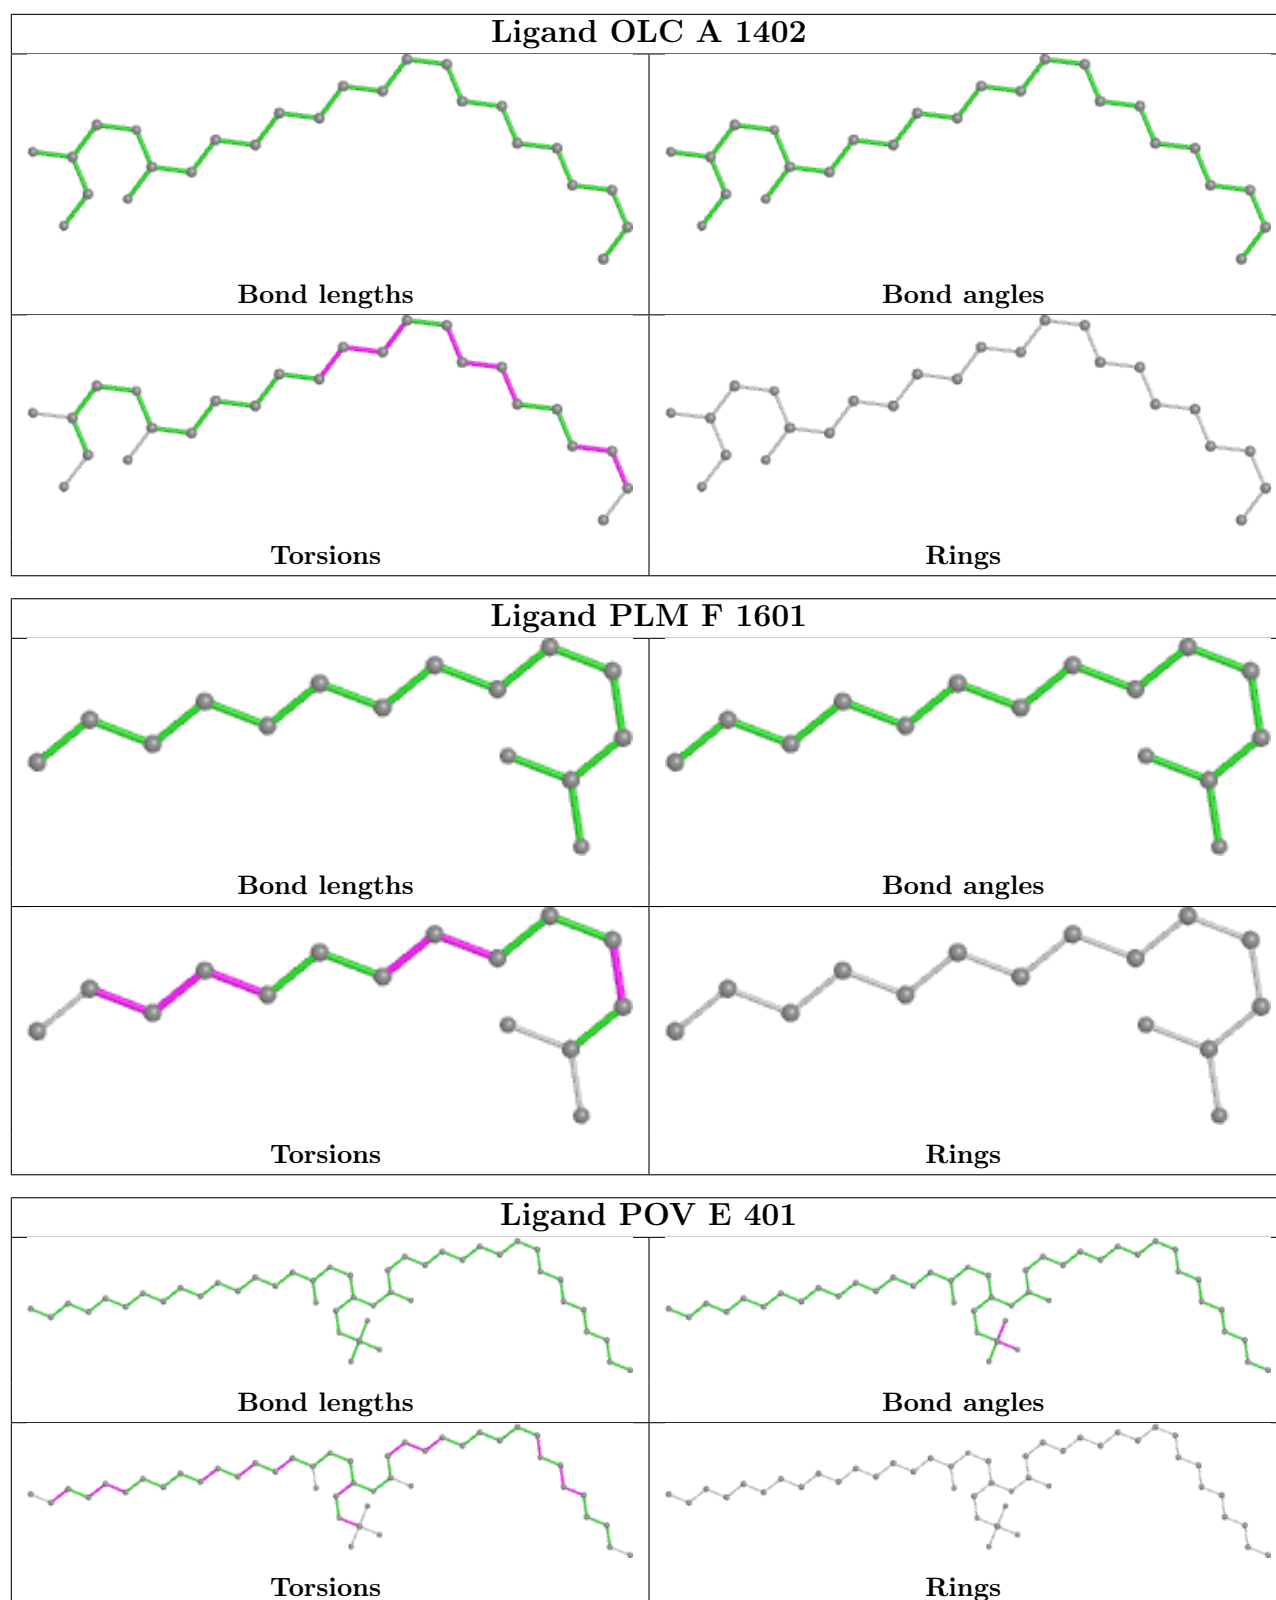 Ligand OLC A 1402
Bond lengths
Bond angles
Torsions
Rings
Ligand PLM F 1601
Bond lengths
Bond angles
Torsions
Rings
Ligand POV E 401
Bond lengths
Bond angles
Torsions
Rings